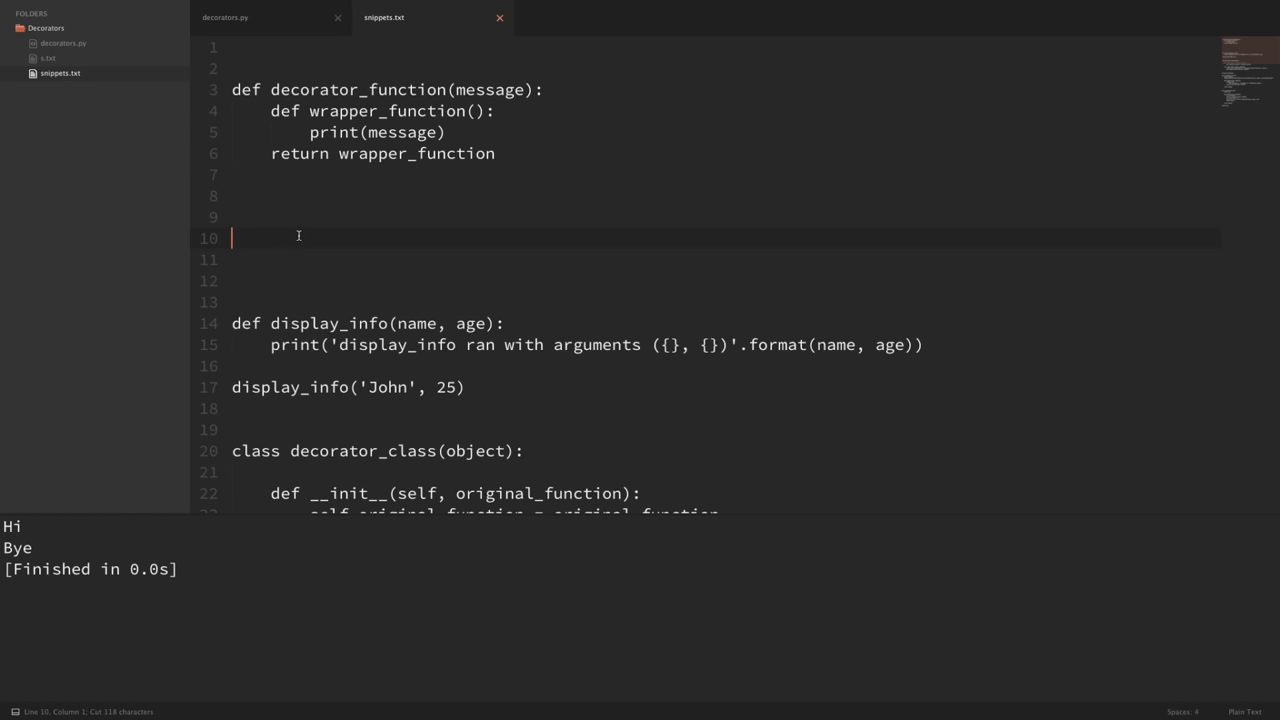 FOLDERS
Decorators
decorators.py
s.txt
snippets.txt
decorators.py
snippets.txt
1
2
3 def decorator_function(message):
4     def wrapper_function():
5         print(message)
6     return wrapper_function
7
8
9
10
11
12
13
14 def display_info(name, age):
15     print('display_info ran with arguments ({}, {})'.format(name, age))
16
17 display_info('John', 25)
18
19
20 class decorator_class(object):
21
22     def __init__(self, original_function):
23         self.original_function = original_function
Hi
Bye
[Finished in 0.0s]
Line 10, Column 1; Cut 118 characters
Spaces: 4
Plain Text